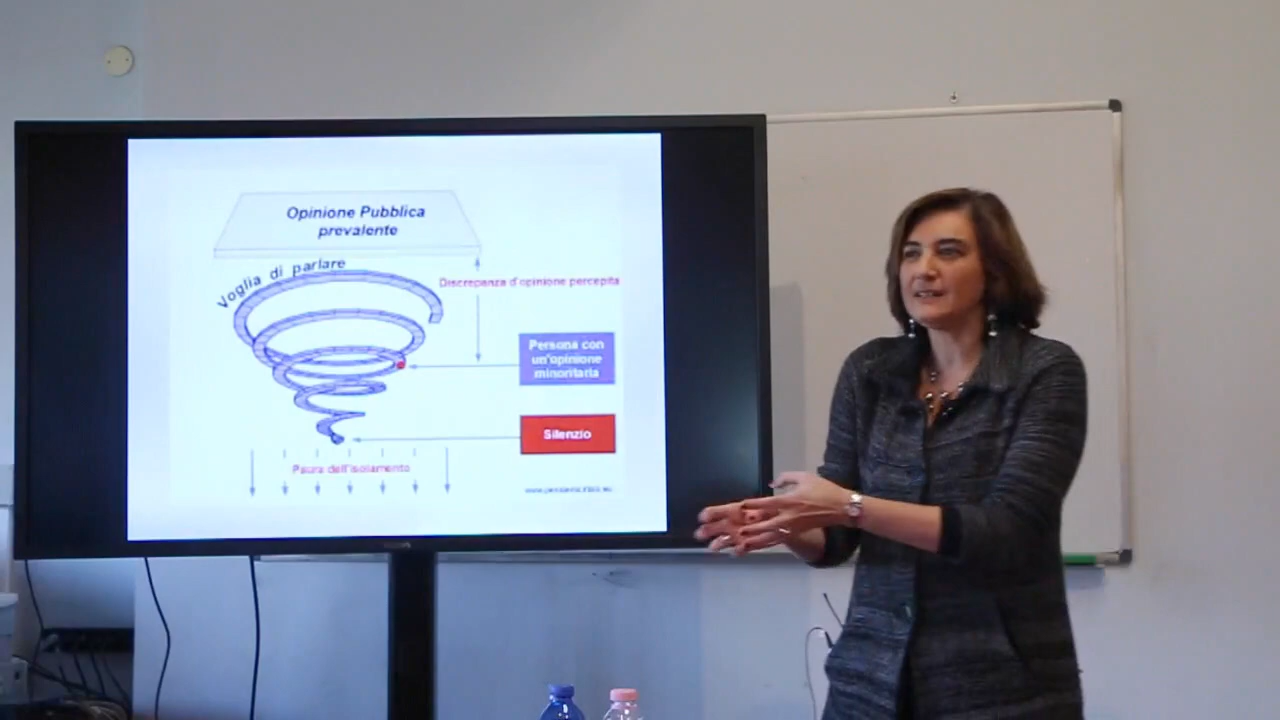 Opinione Pubblica
prevalente
Voglia di parlare
Discrepanza d'opinione percepita
Persona con
un'opinione
minoritaria
Silenzio
Paura dell'isolamento